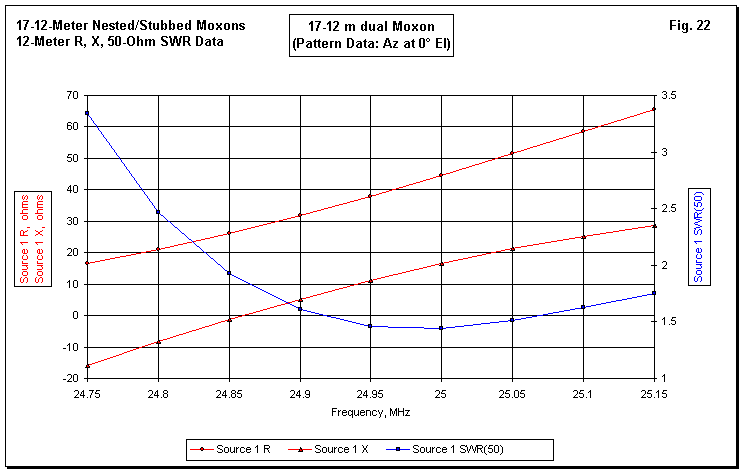 17-12-Meter Nested/Stubbed Moxons
12-Meter R, X, 50-Ohm SWR Data
17-12 m dual Moxon
(Pattern Data: Az at 0° El)
Fig. 22
70
60
50
40
30
20
10
0
-10
-20
3.5
3
2.5
2
1.5
1
Source 1 R, ohms
Source 1 X, ohms
Source 1 SWR(50)
24.75
24.8
24.85
24.9
24.95
25
25.05
25.1
25.15
Frequency, MHz
Source 1 R
Source 1 X
Source 1 SWR(50)